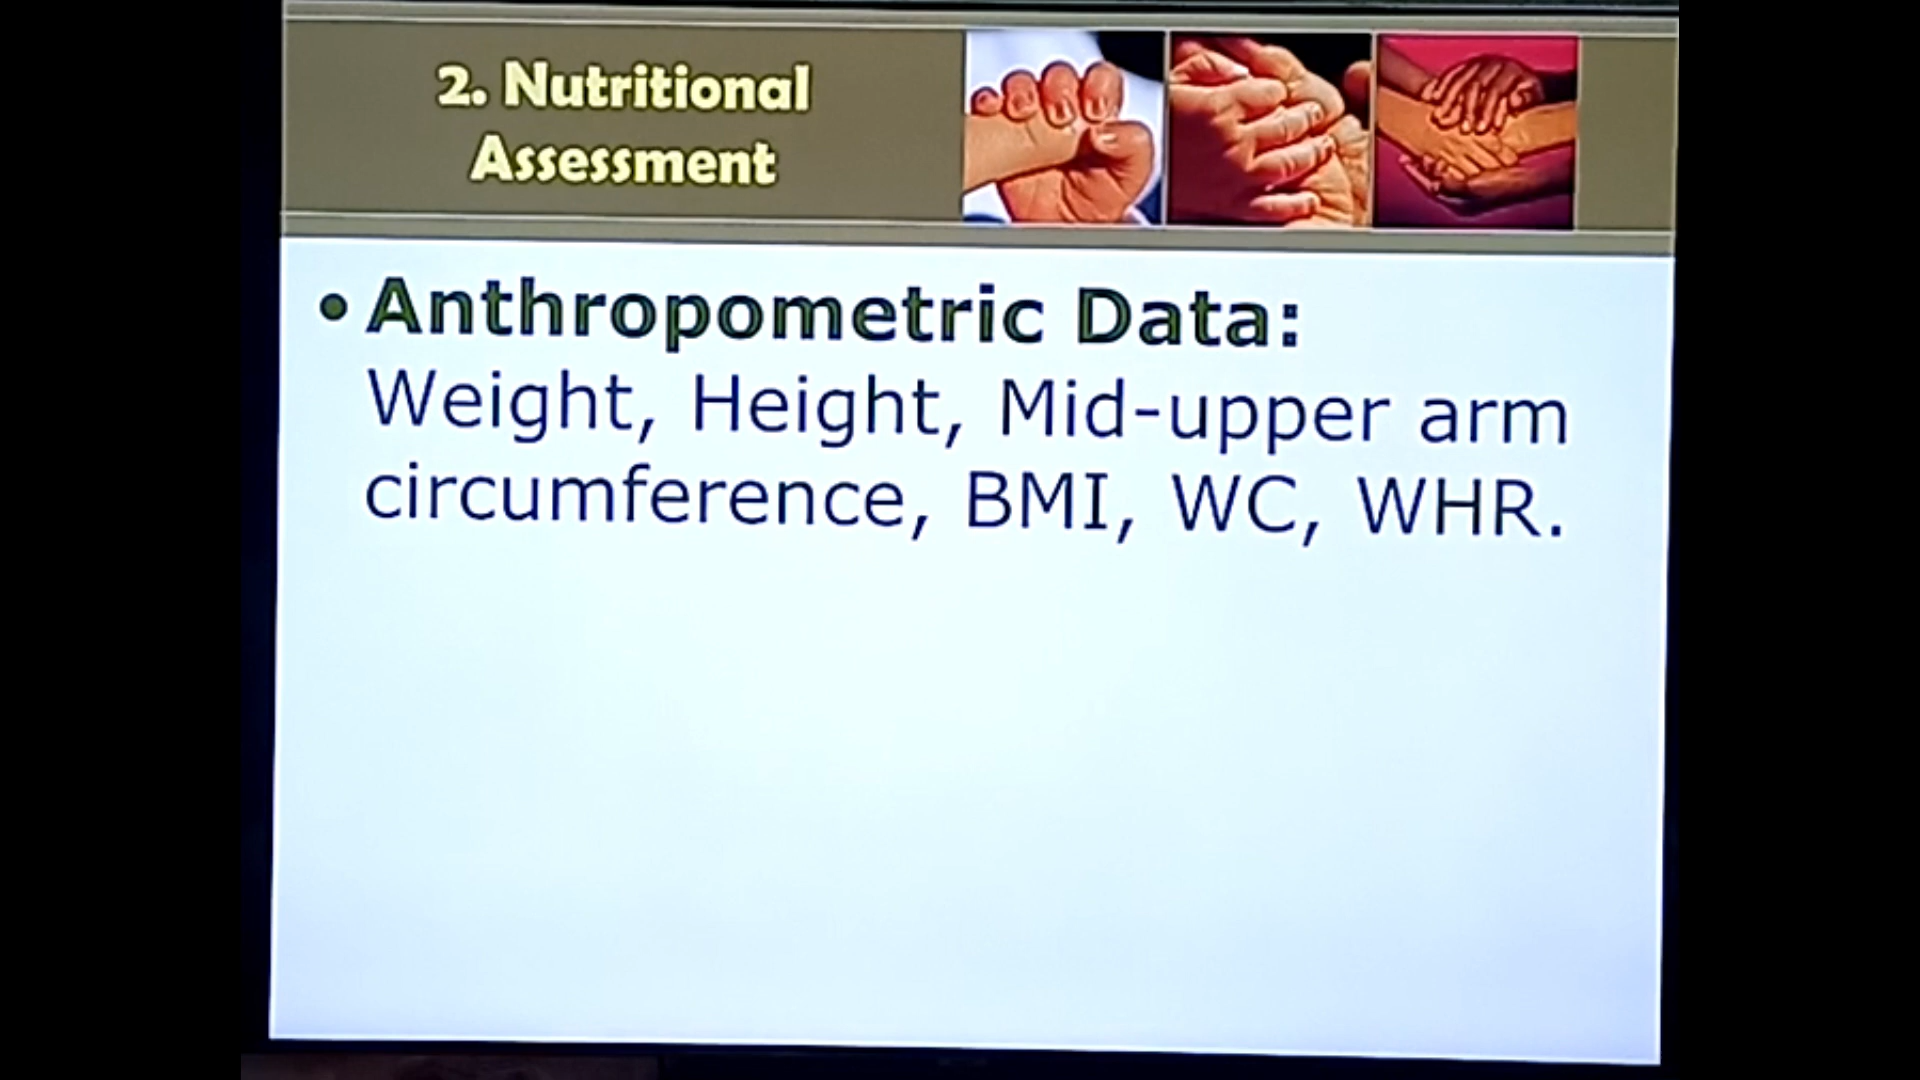 2. Nutritional
Assessment
• Anthropometric Data:
Weight, Height, Mid-upper arm
circumference, BMI, WC, WHR.